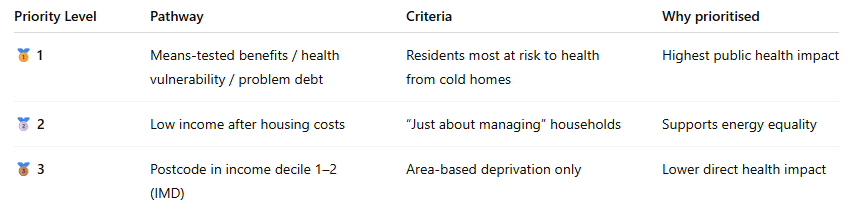 Priority Level Pathway Criteria Why prioritised
1 Means-tested benefits / health vulnerability / problem debt Residents most at risk to health from cold homes Highest public health impact
2 Low income after housing costs “Just about managing” households Supports energy equality
3 Postcode in income decile 1–2 (IMD) Area-based deprivation only Lower direct health impact